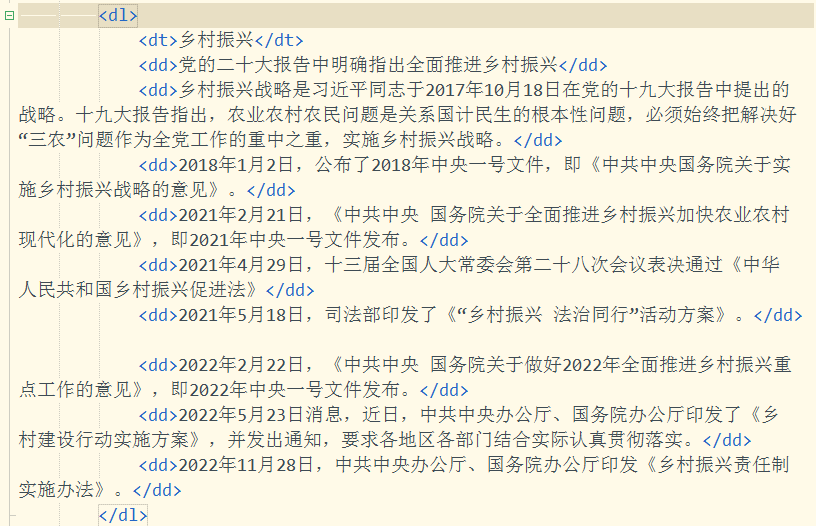 <dl>
<dt>乡村振兴</dt>
<dd>党的二十大报告中明确指出全面推进乡村振兴</dd>
<dd>乡村振兴战略是习近平同志于2017年10月18日在党的十九大报告中提出的
战略。十九大报告指出，农业农村农民问题是关系国计民生的根本性问题，必须始终把解决好
“三农”问题作为全党工作的重中之重，实施乡村振兴战略。</dd>
<dd>2018年1月2日，公布了2018年中央一号文件，即《中共中央国务院关于实
施乡村振兴战略的意见》。</dd>
<dd>2021年2月21日，《中共中央 国务院关于全面推进乡村振兴加快农业农村
现代化的意见》，即2021年中央一号文件发布。</dd>
<dd>2021年4月29日，十三届全国人大常委会第二十八次会议表决通过《中华
人民共和国乡村振兴促进法》</dd>
<dd>2021年5月18日，司法部印发了《“乡村振兴 法治同行”活动方案》。</dd>
<dd>2022年2月22日，《中共中央 国务院关于做好2022年全面推进乡村振兴重
点工作的意见》，即2022年中央一号文件发布。</dd>
<dd>2022年5月23日消息，近日，中共中央办公厅、国务院办公厅印发了《乡
村建设行动实施方案》，并发出通知，要求各地区各部门结合实际认真贯彻落实。</dd>
<dd>2022年11月28日，中共中央办公厅、国务院办公厅印发《乡村振兴责任制
实施办法》。</dd>
</dl>